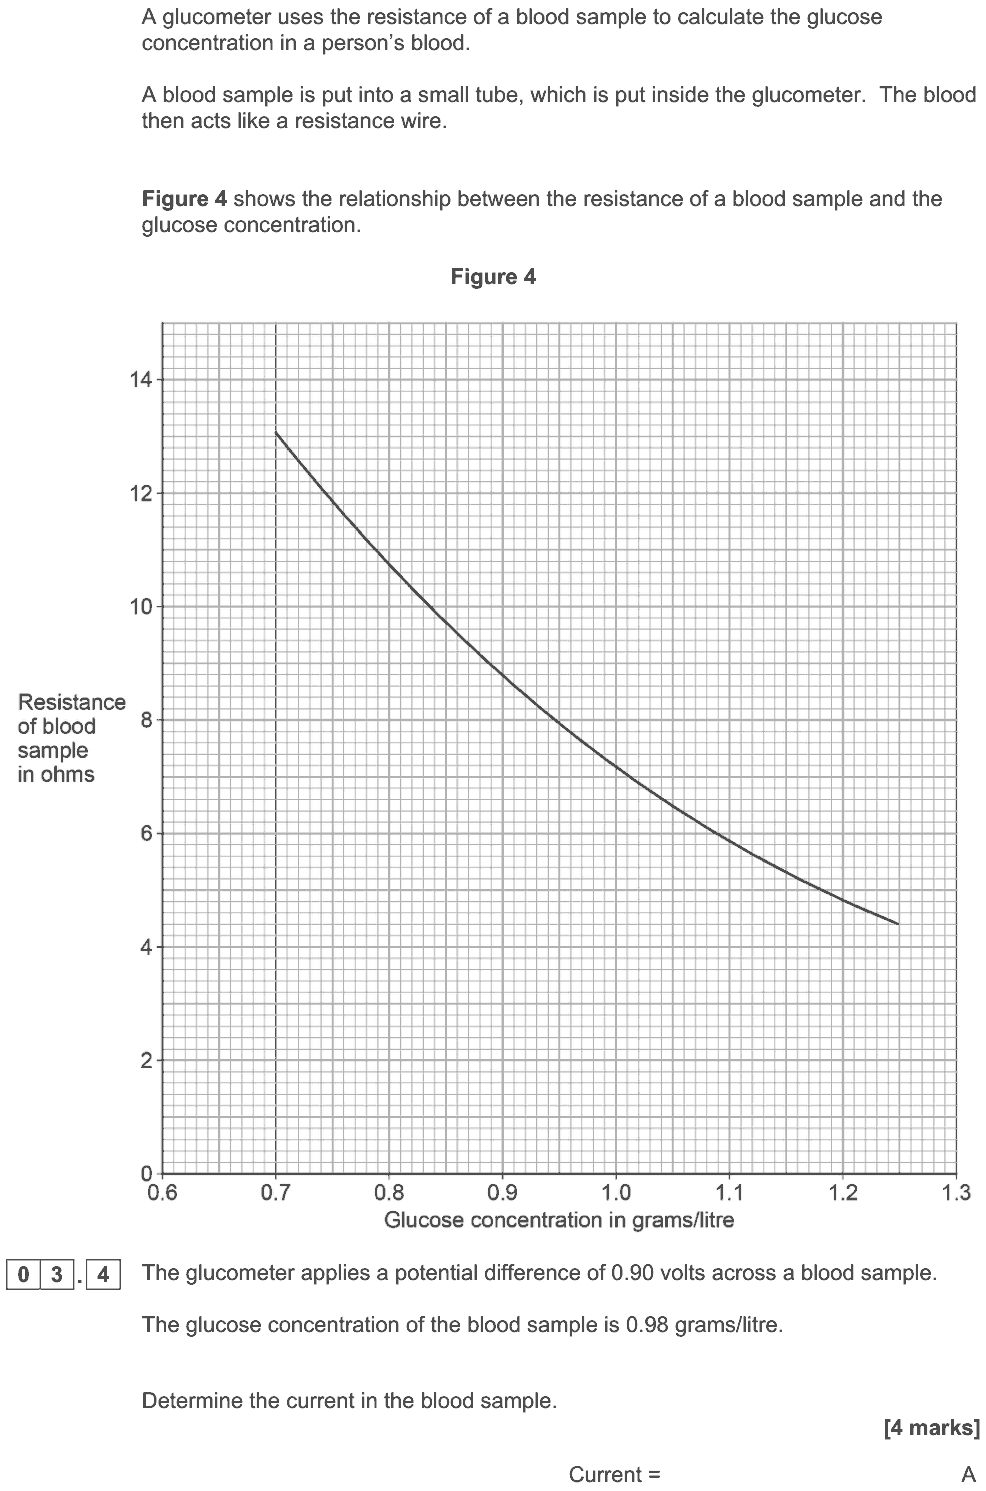 A glucometer uses the resistance of a blood sample to calculate the glucose
concentration in a person's blood.
A blood sample is put into a small tube, which is put inside the glucometer. The blood
then acts like a resistance wire.
Figure 4 shows the relationship between the resistance of a blood sample and the
glucose concentration.
Figure 4
14
12
10
Resistance
of blood
sample
in ohms
8
6
4
2
0
0.6 0.7 0.8 0.9 1.0 1.1 1.2 1.3
Glucose concentration in grams/litre
0 3 . 4 The glucometer applies a potential difference of 0.90 volts across a blood sample.
The glucose concentration of the blood sample is 0.98 grams/litre.
Determine the current in the blood sample.
[4 marks]
Current = A